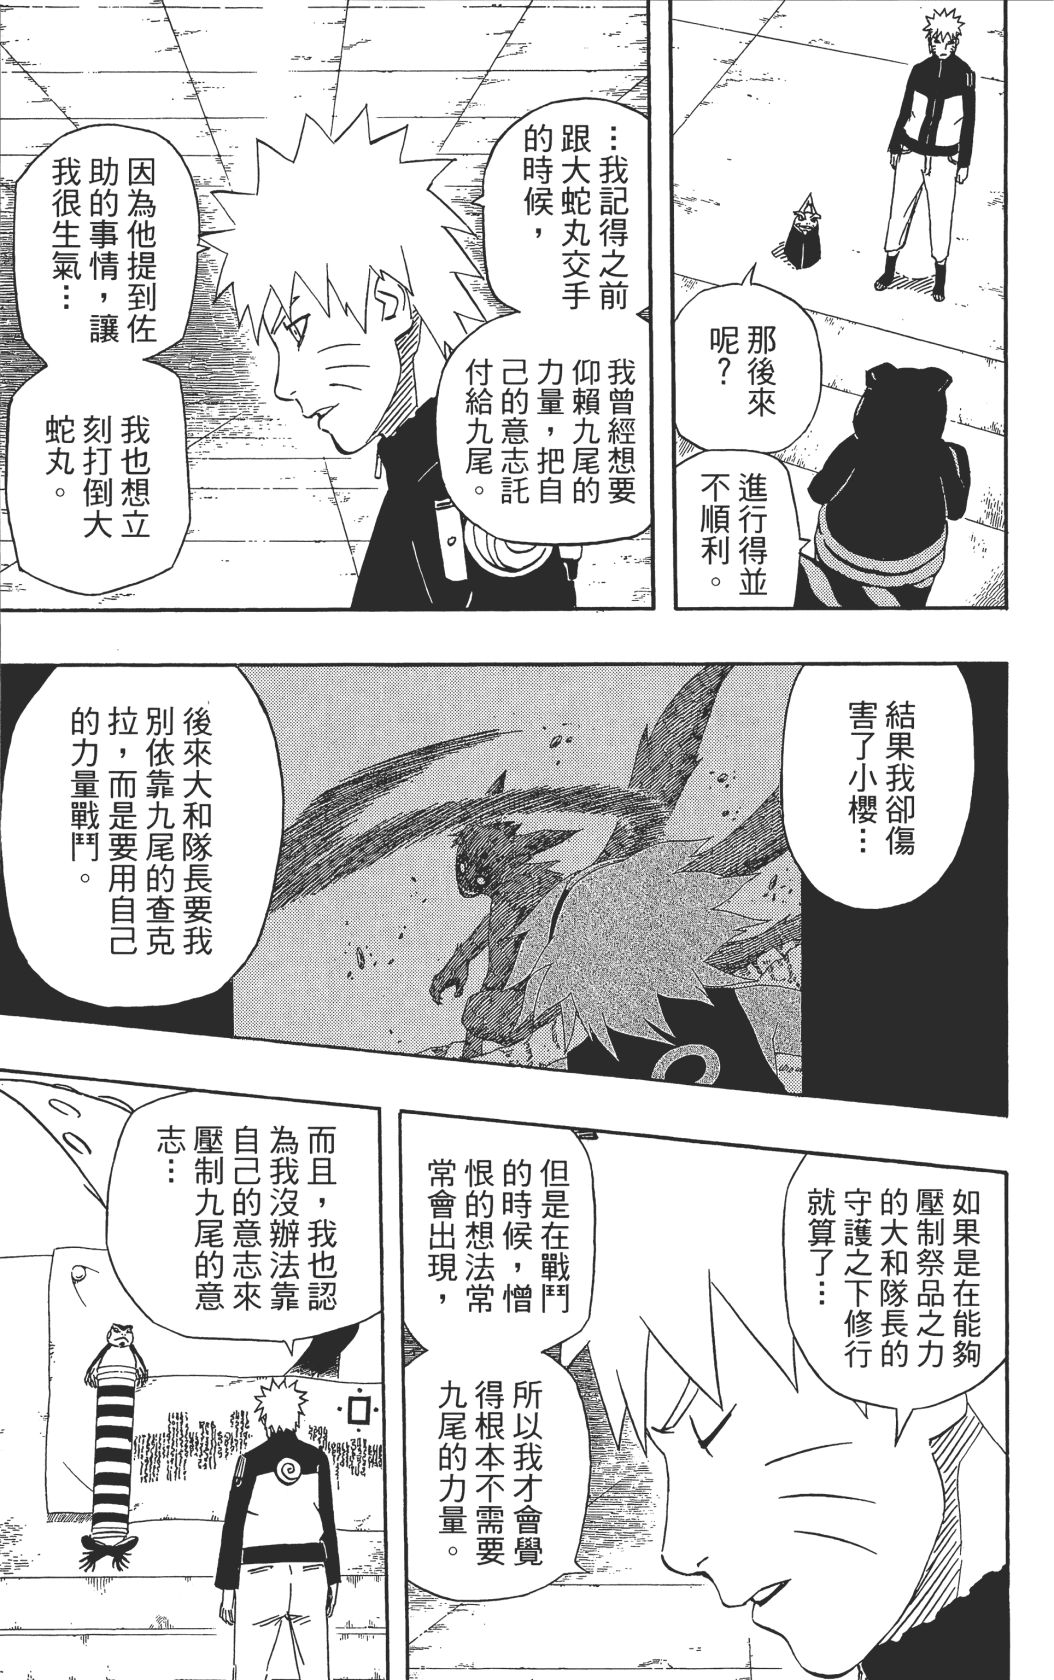 那後來
呢？
進行得並
不順利。
…我記得之前
跟大蛇丸交手
的時候，
我曾經想要
仰賴九尾的
力量，把自
己的意志託
付給九尾。
因為他提到佐
助的事情，讓
我很生氣…
我也想立
刻打倒大
蛇丸。
結果我卻傷
害了小櫻…
後來大和隊長要我
別依靠九尾的查克
拉，而是要用自己
的力量戰鬥。
如果是在能夠
壓制祭品之力
的大和隊長的
守護之下修行
就算了…
但是在戰鬥
的時候，憎
恨的想法常
常會出現，
所以我才會覺
得根本不需要
九尾的力量。
而且，我也認
為我沒辦法靠
自己的意志來
壓制九尾的意
志…